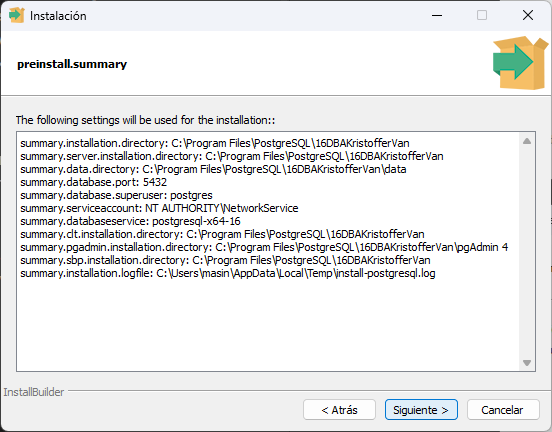 Instalación
preinstall.summary
The following settings will be used for the installation::
summary.installation.directory: C:\Program Files\PostgreSQL\16DBAKristofferVan
summary.server.installation.directory: C:\Program Files\PostgreSQL\16DBAKristofferVan
summary.data.directory: C:\Program Files\PostgreSQL\16DBAKristofferVan\data
summary.database.port: 5432
summary.database.superuser: postgres
summary.serviceaccount: NT AUTHORITY\NetworkService
summary.databaseservice: postgresql-x64-16
summary.clt.installation.directory: C:\Program Files\PostgreSQL\16DBAKristofferVan
summary.pgadmin.installation.directory: C:\Program Files\PostgreSQL\16DBAKristofferVan\pgAdmin 4
summary.sbp.installation.directory: C:\Program Files\PostgreSQL\16DBAKristofferVan
summary.installation.logfile: C:\Users\masin\AppData\Local\Temp\install-postgresql.log
InstallBuilder
< Atrás Siguiente > Cancelar